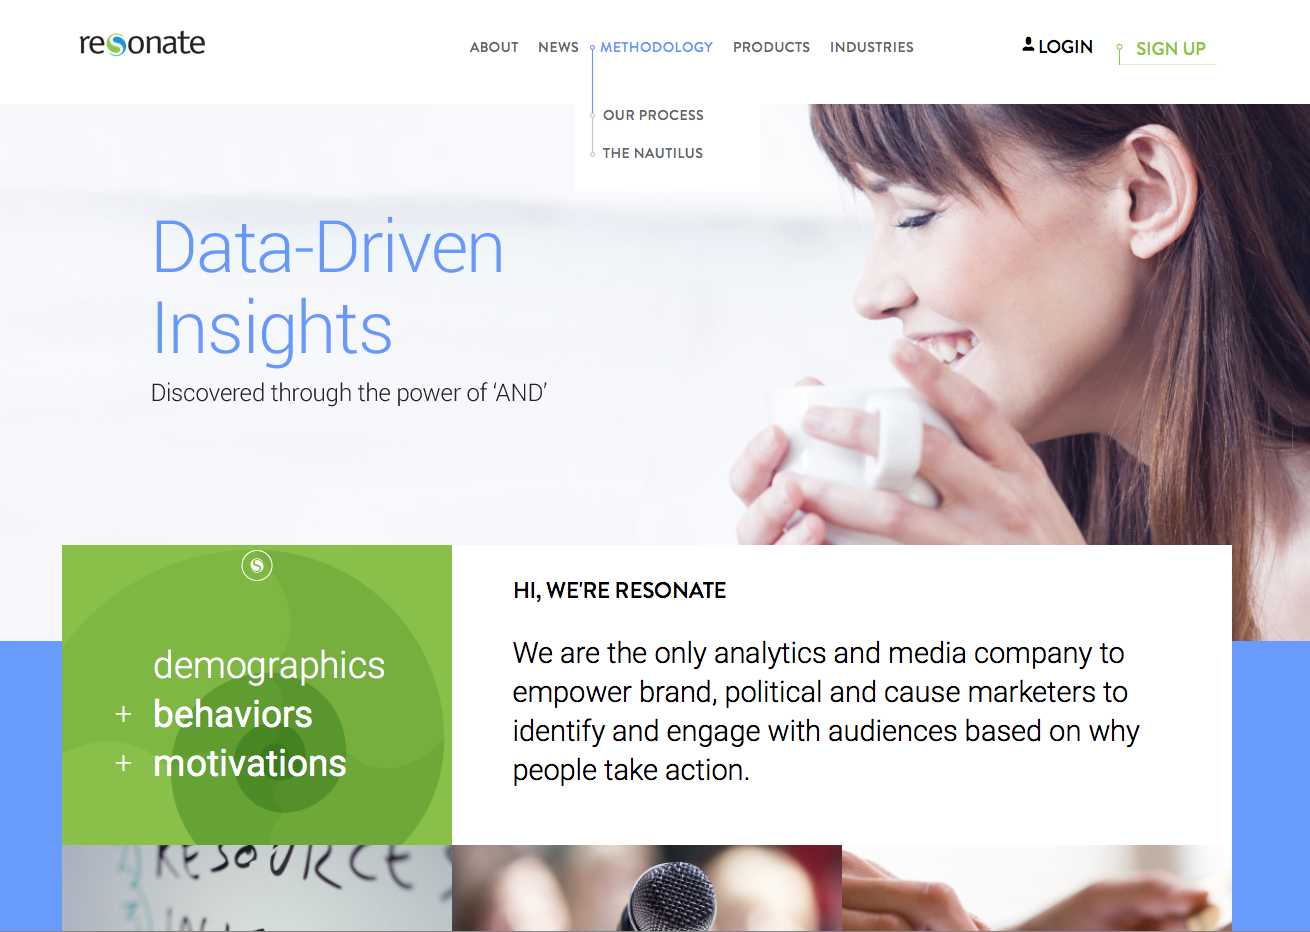 resonate
ABOUT NEWS METHODOLOGY PRODUCTS INDUSTRIES
LOGIN
SIGN UP
OUR PROCESS
THE NAUTILUS
Data-Driven
Insights
Discovered through the power of ‘AND’
demographics
+ behaviors
+ motivations
HI, WE'RE RESONATE
We are the only analytics and media company to
empower brand, political and cause marketers to
identify and engage with audiences based on why
people take action.
RESOURCES